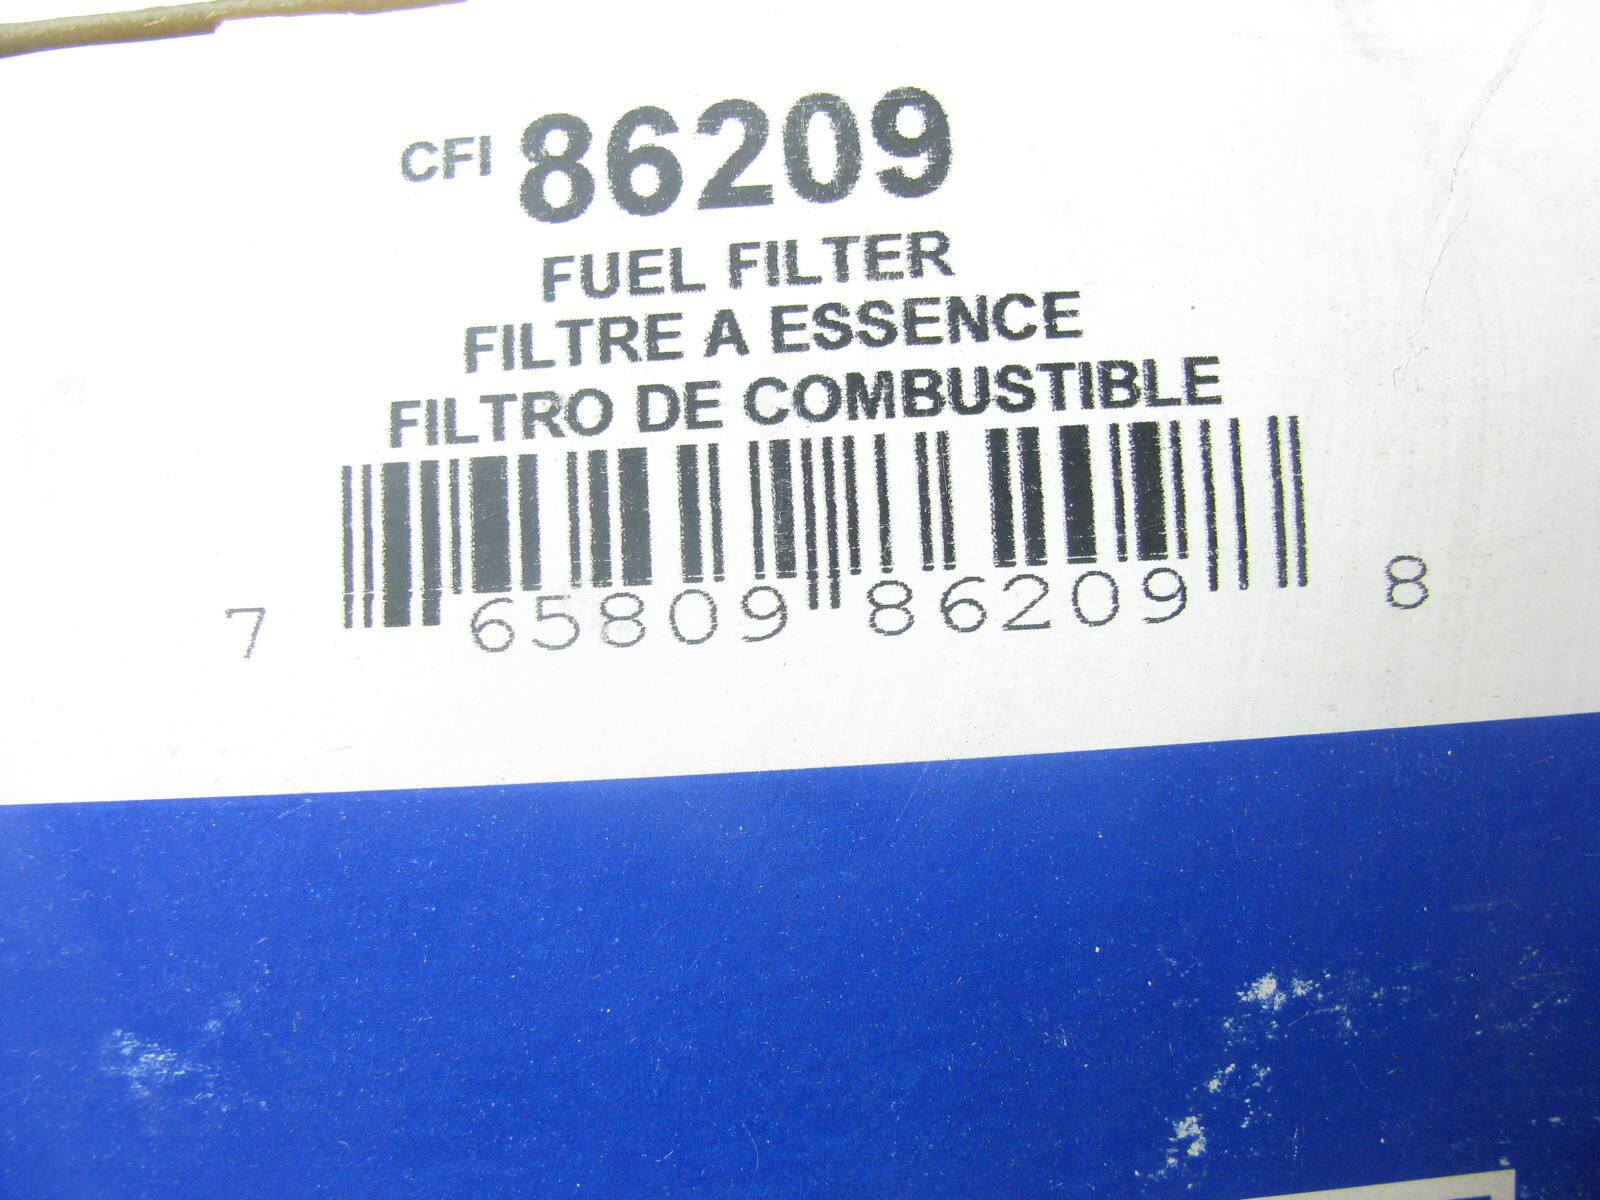 CFI 86209
FUEL FILTER
FILTRE A ESSENCE
FILTRO DE COMBUSTIBLE
7 65809 86209 8